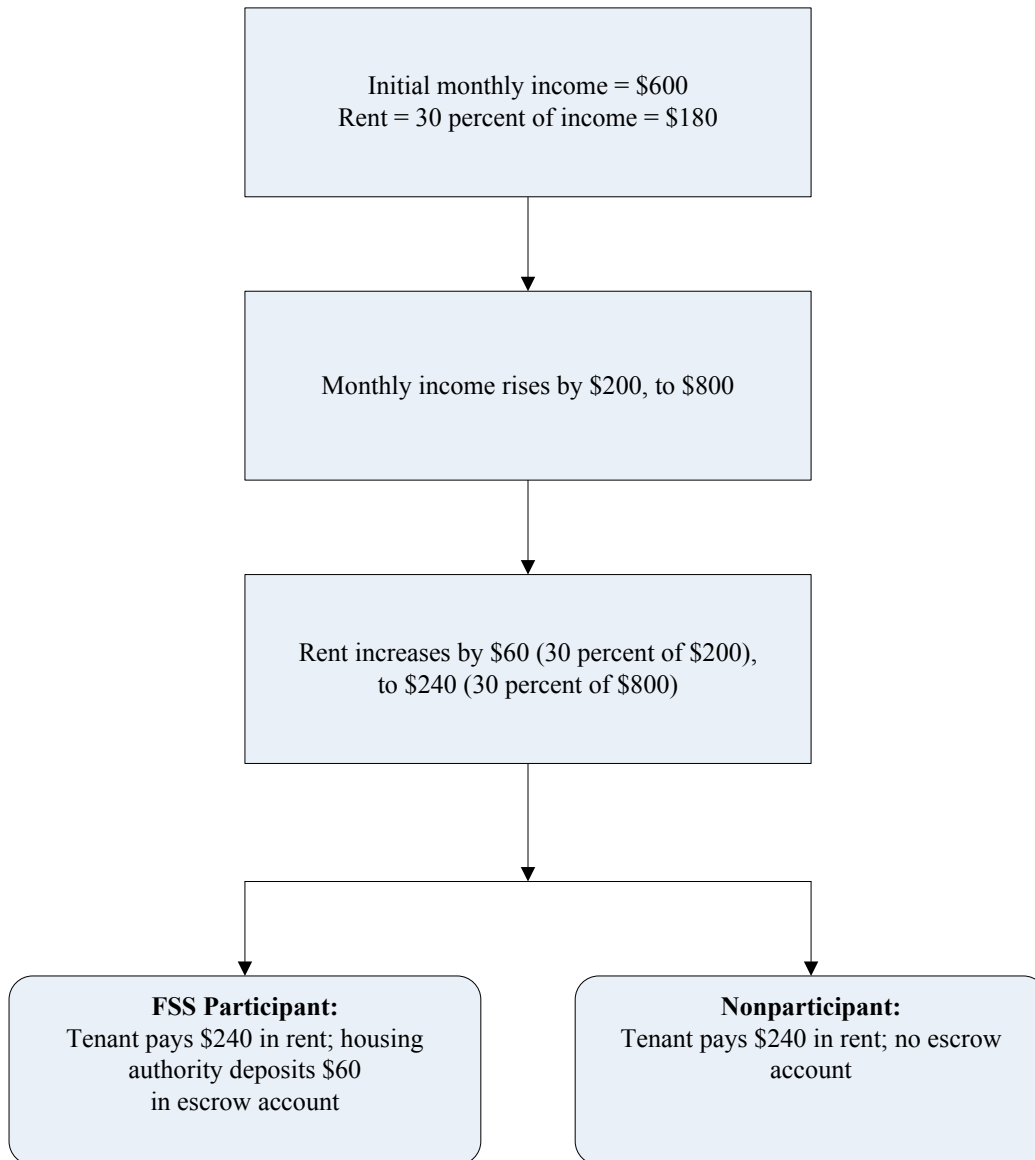 Initial monthly income = $600
Rent = 30 percent of income = $180
Monthly income rises by $200, to $800
Rent increases by $60 (30 percent of $200),
to $240 (30 percent of $800)
FSS Participant:
Tenant pays $240 in rent; housing
authority deposits $60
in escrow account
Nonparticipant:
Tenant pays $240 in rent; no escrow
account